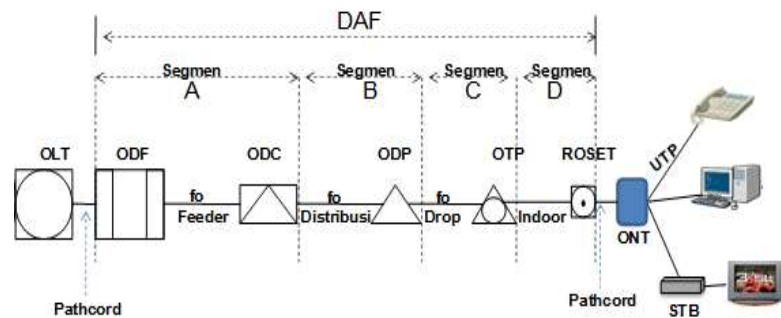 DAF
Segmen
A
Segmen
B
Segmen
C
Segmen
D
OLT
ODF
ODC
ODP
OTP
ROSET
UTP
fo
Feeder
fo
Distribusi
fo
Drop
Indoor
ONT
Pathcord
Pathcord
STB